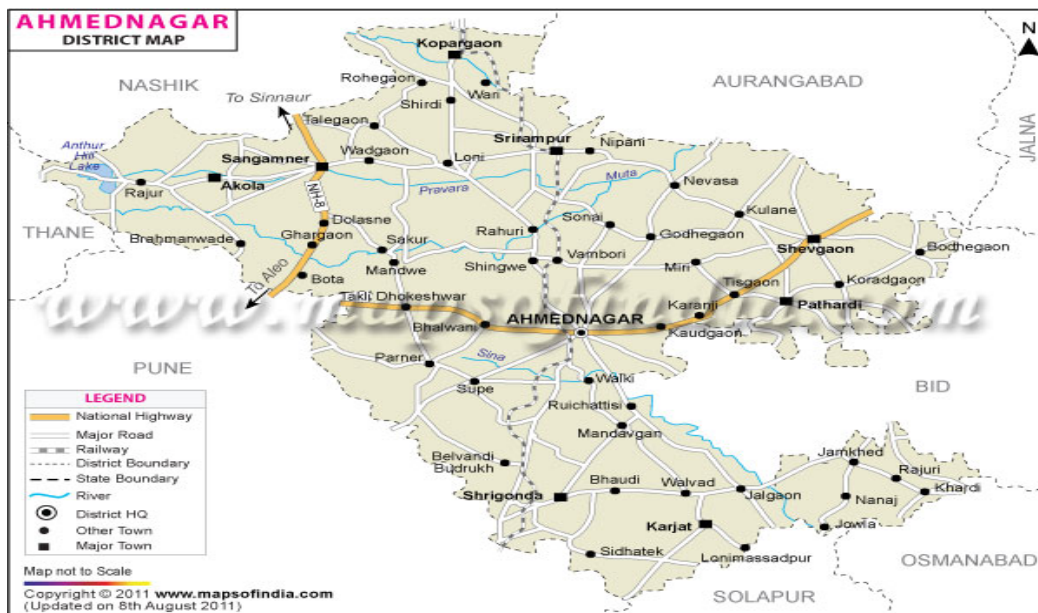 AHMEDNAGAR
DISTRICT MAP
N
NASHIK
AURANGABAD
JALNA
THANE
PUNE
BID
OSMANABAD
SOLAPUR
To Sinnaur
Kopargaon
Rohegaon
Wari
Shirdi
Talegaon
Srirampur
Nipani
Anthur
Hill
Lake
Sangamner
Wadgaon
Loni
Rajur
Akola
Pravara
Muta
Nevasa
NH-8
Dolasne
Sonai
Kulane
Brahmanwade
Ghargaon
Sakur
Rahuri
Godhegaon
Shevgaon
Bodhegaon
Mandwe
Shingwe
Vambori
Miri
To Aleo
Bota
Tisgaon
Koradgaon
Takli Dhokeshwar
Karanji
Pathardi
www.mapsofindia.com
Bhalwani
AHMEDNAGAR
Kaudgaon
Parner
Sina
Supe
Walki
Ruichattisi
Mandavgan
Belvandi
Budrukh
Jamkhed
Rajuri
Bhaudi
Walvad
Shrigonda
Jalgaon
Nanaj
Khardi
Karjat
Jowla
Sidhatek
Lonimassadpur
LEGEND
National Highway
Major Road
Railway
District Boundary
State Boundary
River
District HQ
Other Town
Major Town
Map not to Scale
Copyright © 2011 www.mapsofindia.com
(Updated on 8th August 2011)